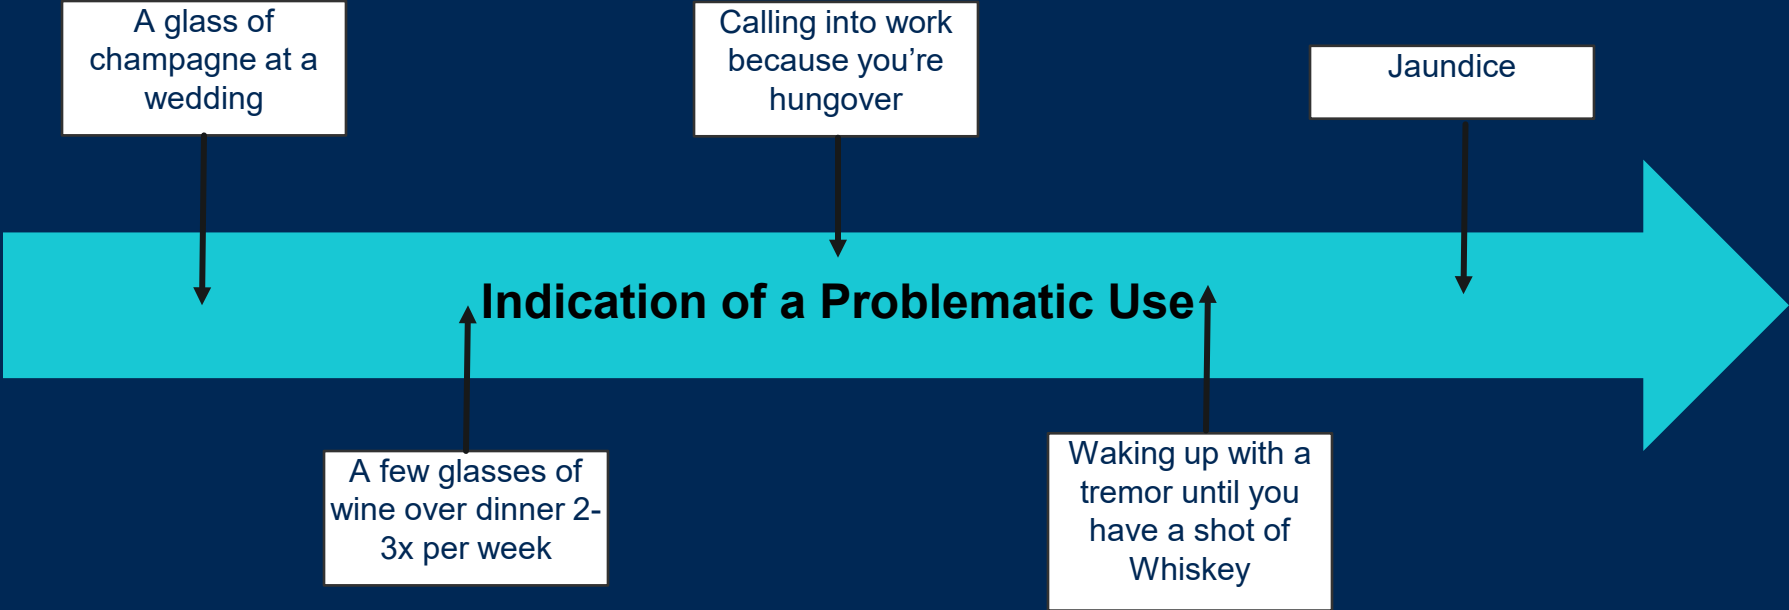 A glass of
champagne at a
wedding
Calling into work
because you're
hungover
Jaundice
Indication of a Problematic Use
A few glasses of
wine over dinner 2-
3x per week
Waking up with a
tremor until you
have a shot of
Whiskey